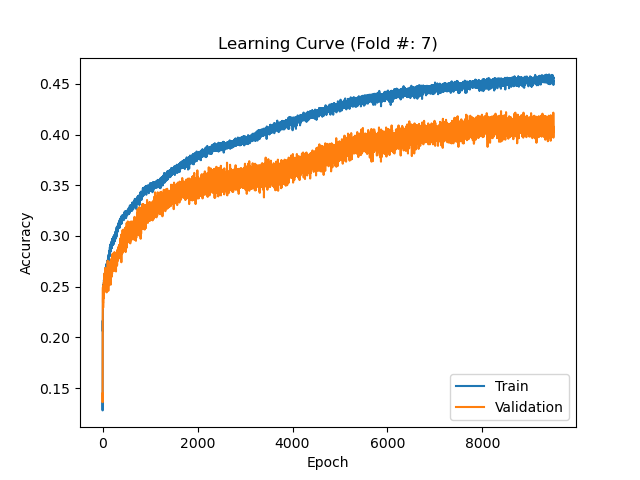 Learning Curve (Fold #: 7)
0.45
0.40
0.35
0.30
0.25
0.20
0.15
Accuracy
Train
Validation
0 2000 4000 6000 8000
Epoch